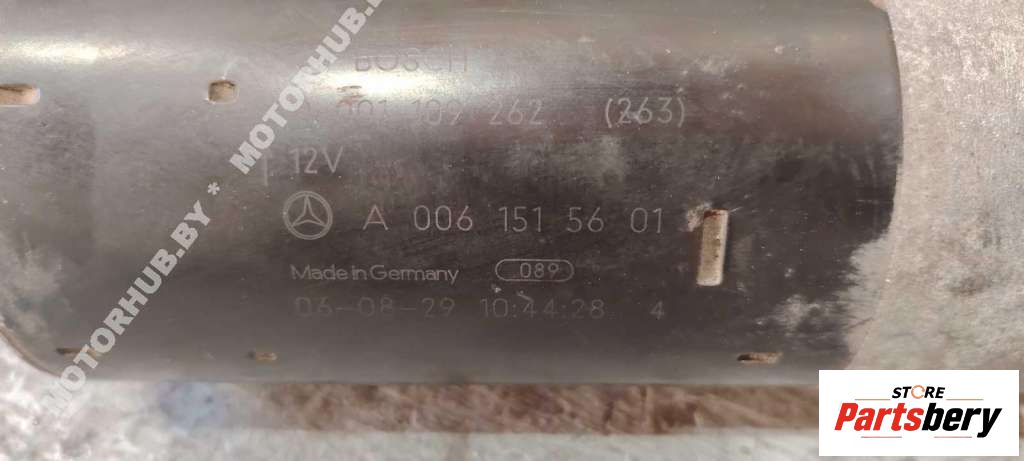 BOSCH
001 109 262 (263)
12V
A 006 151 56 01
Made in Germany 089
06-08-29 10:44:28 4
MOTORHUB.BY * MOTORHUB.BY
STORE
Partsbery